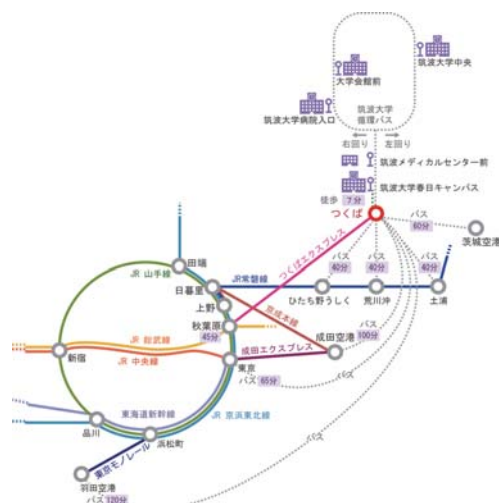 筑波大学中央
大学会館前
筑波大学病院入口
筑波大学
循環バス
右回り
左回り
筑波メディカルセンター前
筑波大学春日キャンパス
徒歩 7分
つくば
バス
60分
茨城空港
つくばエクスプレス
バス
40分
バス
40分
バス
40分
田端
JR 山手線
日暮里
JR常磐線
上野
京成本線
ひたち野うしく
荒川沖
土浦
秋葉原
45分
JR 総武線
JR 中央線
成田エクスプレス
成田空港
バス
100分
新宿
東京
バス 65分
バス
東海道新幹線
JR 京浜東北線
品川
浜松町
バス
東京モノレール
羽田空港
バス 120分